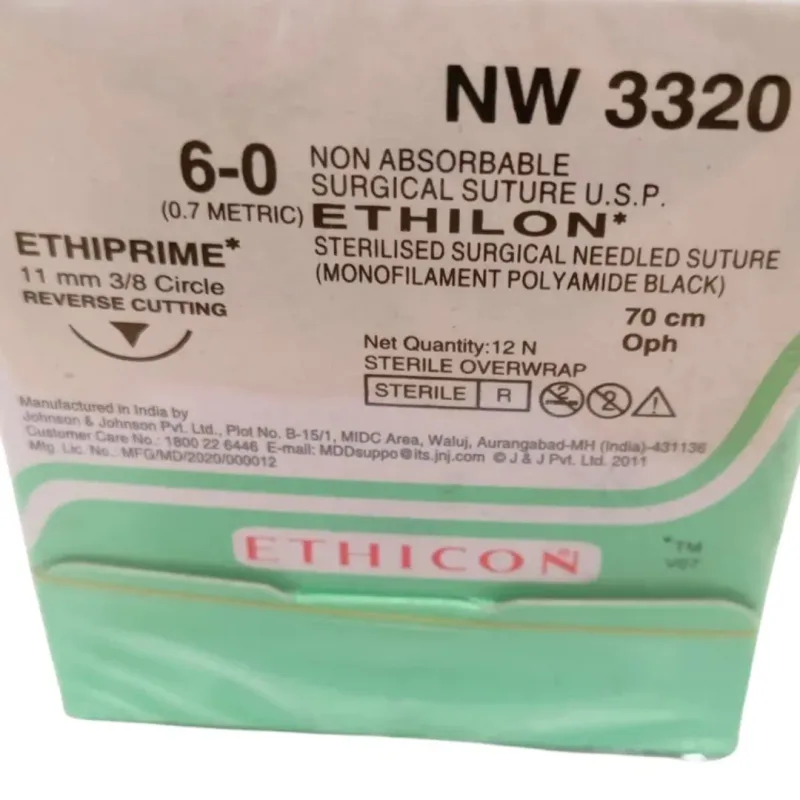 NW 3320
6-0
(0.7 METRIC)
NON ABSORBABLE
SURGICAL SUTURE U.S.P.
ETHILON*
STERILISED SURGICAL NEEDLED SUTURE
(MONOFILAMENT POLYAMIDE BLACK)
ETHIPRIME*
11 mm 3/8 Circle
REVERSE CUTTING
70 cm
Oph
Net Quantity:12 N
STERILE OVERWRAP
STERILE R 2 2
Manufactured in India by
Johnson & Johnson Pvt. Ltd., Plot No. B-15/1, MIDC Area, Waluj, Aurangabad-MH (India)-431136
Customer Care No.: 1800 22 6446 E-mail: MDDsuppo@its.jnj.com © J & J Pvt. Ltd. 2011
Mfg. Lic. No.: MFG/MD/2020/000012
ETHICON®
*TM
V07